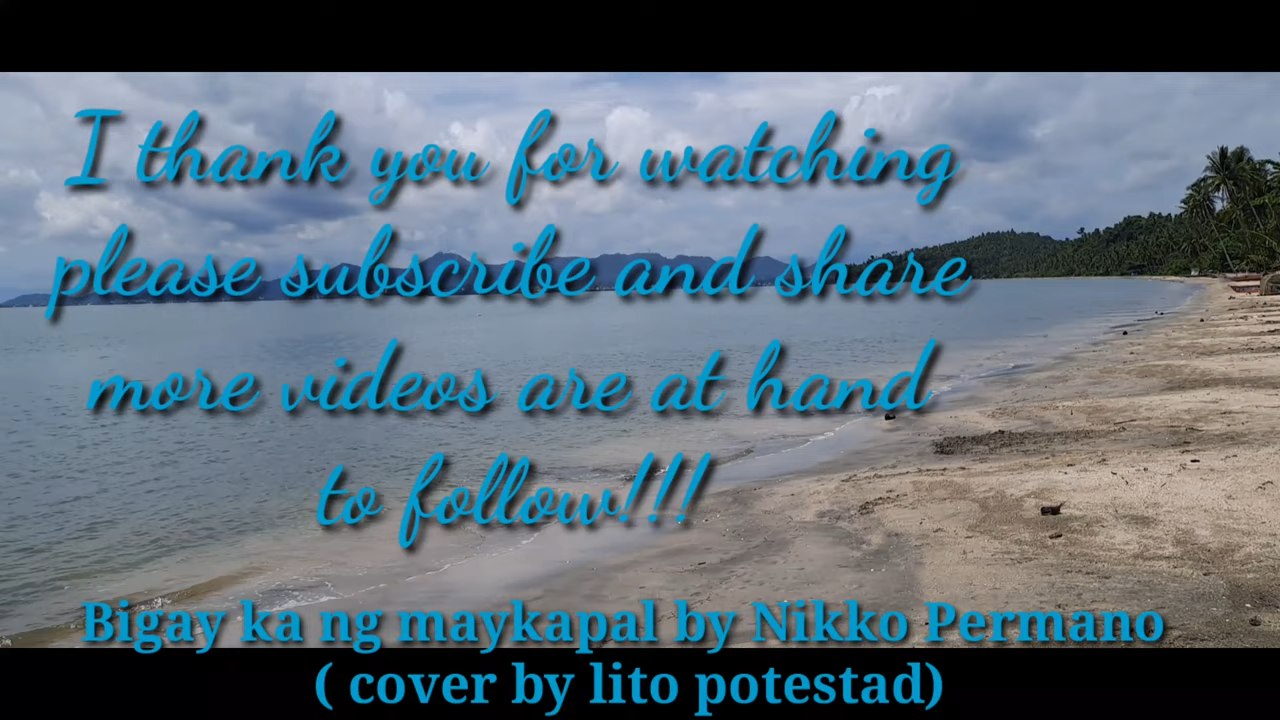 I thank you for watching
please subscribe and share
more videos are at hand
to follow!!!
Bigay ka ng maykapal by Nikko Permano
( cover by lito potestad)